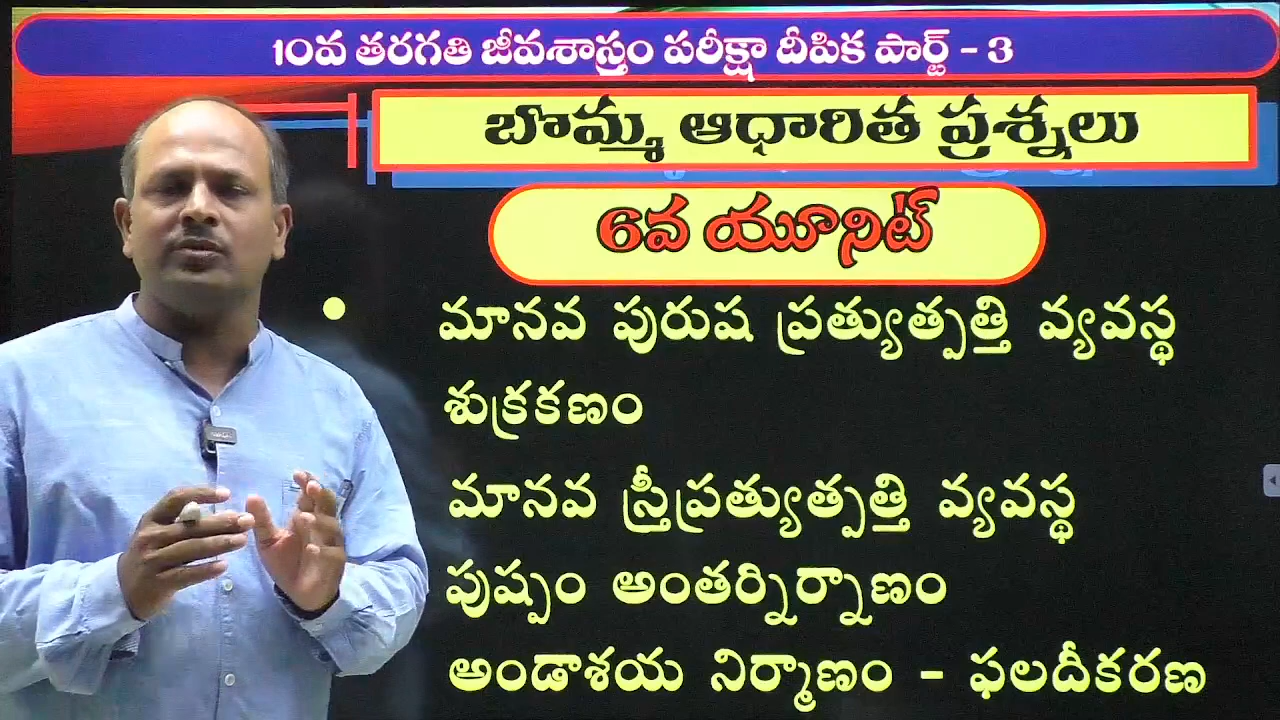 10వ తరగతి జీవశాస్త్రం పరీక్షా దీపిక పార్ట్ - 3
బొమ్మ ఆధారిత ప్రశ్నలు
6వ యూనిట్
మానవ పురుష ప్రత్యుత్పత్తి వ్యవస్థ
శుక్రకణం
మానవ స్త్రీప్రత్యుత్పత్తి వ్యవస్థ
పుష్పం అంతర్నిర్నాణం
అండాశయ నిర్మాణం - ఫలదీకరణ